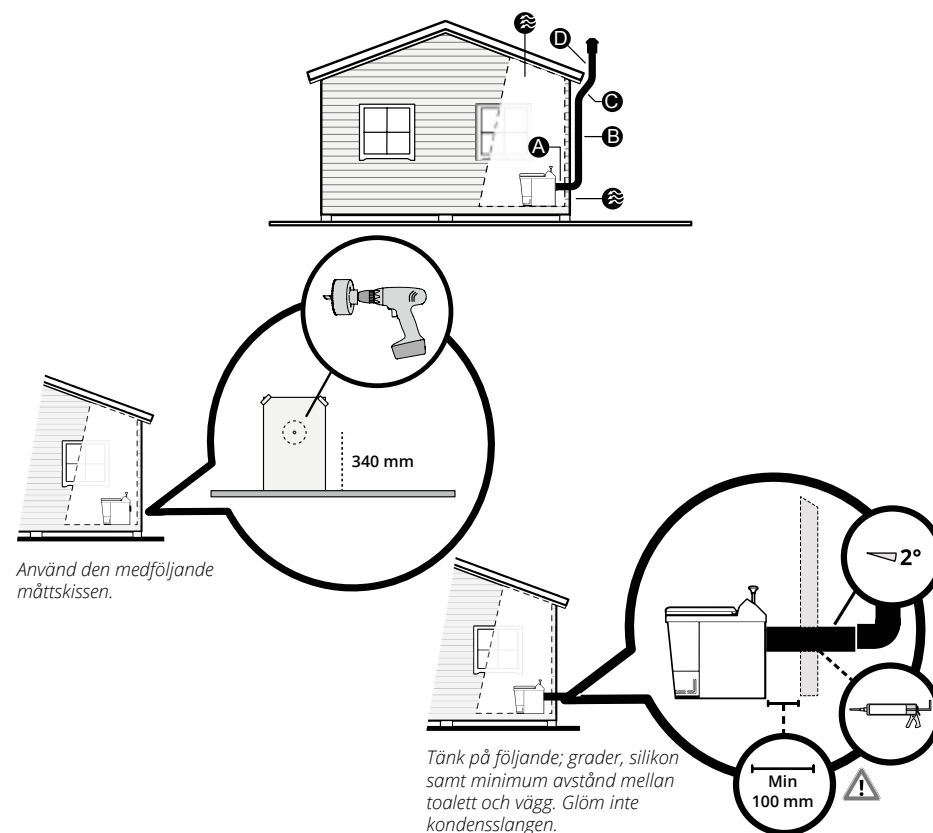 D
C
B
A
340 mm
Använd den medföljande
måttskissen.
2°
Tänk på följande; grader, silikon
samt minimum avstånd mellan
toalett och vägg. Glöm inte
kondensslangen.
Min
100 mm